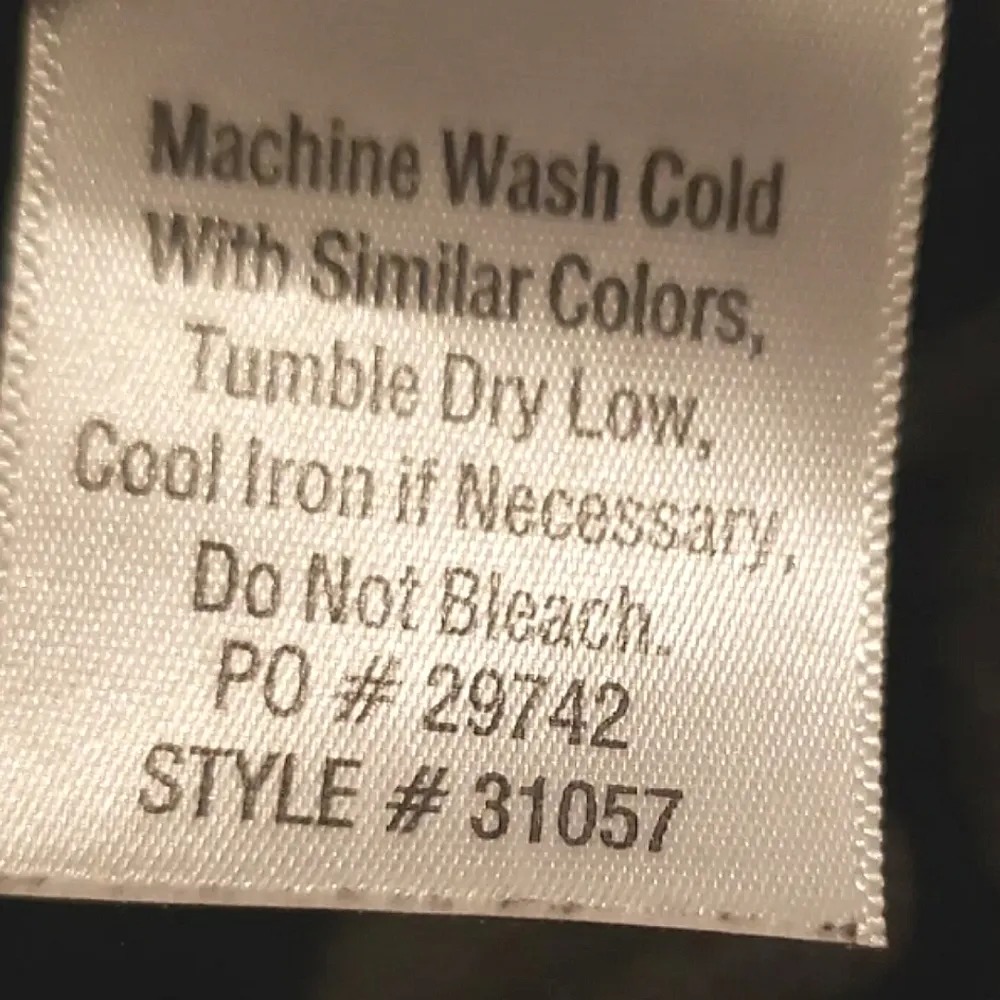 Machine Wash Cold
With Similar Colors,
Tumble Dry Low,
Cool Iron if Necessary,
Do Not Bleach.
PO # 29742
STYLE # 31057